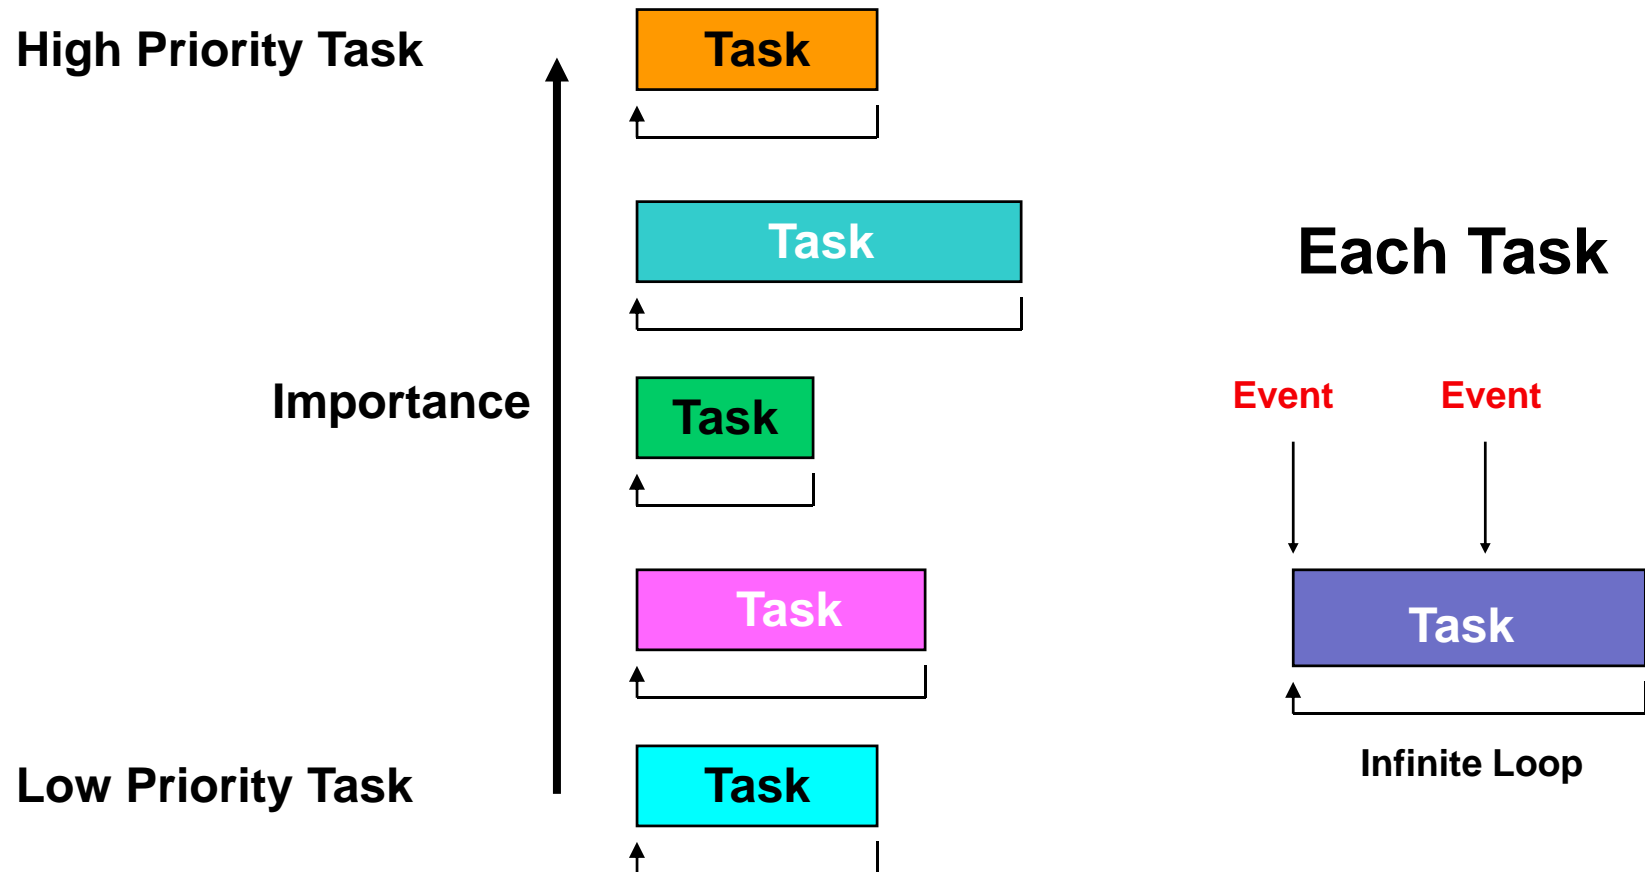 High Priority Task
Task
Task
Each Task
Importance
Task
Event
Event
Task
Task
Infinite Loop
Low Priority Task
Task